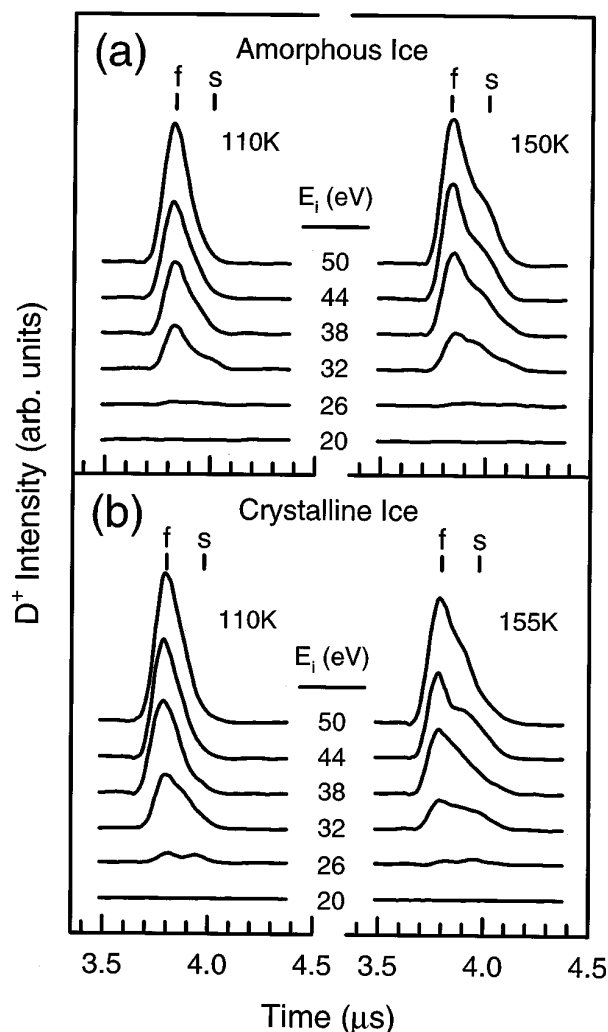 (a) Amorphous Ice
f s f s
110K 150K
E_i (eV)
50
44
38
32
26
20
(b) Crystalline Ice
f s f s
110K 155K
E_i (eV)
50
44
38
32
26
20
3.5 4.0 4.5 3.5 4.0 4.5
Time (μs)
D⁺ Intensity (arb. units)